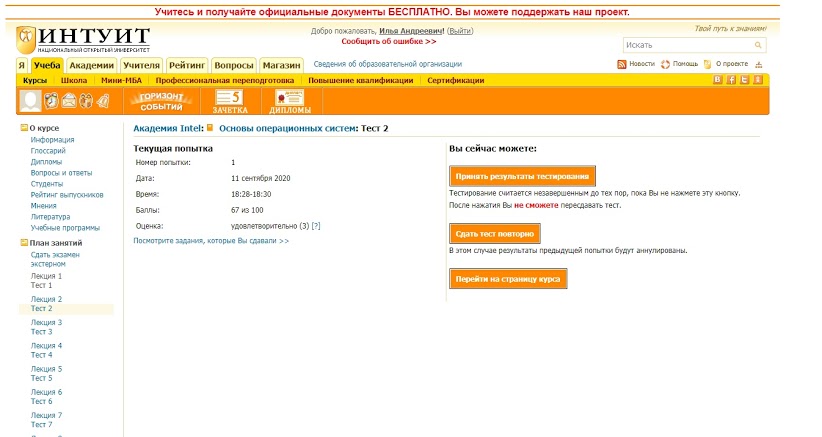 Учитесь и получайте официальные документы БЕСПЛАТНО. Вы можете поддержать наш проект.
ИНТУИТ
НАЦИОНАЛЬНЫЙ ОТКРЫТЫЙ УНИВЕРСИТЕТ
Добро пожаловать, Илья Андреевич! (Выйти)
Сообщить об ошибке >>
Твой путь к знаниям!
Искать
Я Учеба Академии Учителя Рейтинг Вопросы Магазин Сведения об образовательной организации
Новости Помощь О проекте
Курсы Школа Мини-МБА Профессиональная переподготовка Повышение квалификации Сертификации
ГОРИЗОНТ СОБЫТИЙ
5
ЗАЧЕТКА
ДИПЛОМЫ
О курсе
Информация
Глоссарий
Дипломы
Вопросы и ответы
Студенты
Рейтинг выпускников
Мнения
Литература
Учебные программы
План занятий
Сдать экзамен
экстерном
Лекция 1
Тест 1
Лекция 2
Тест 2
Лекция 3
Тест 3
Лекция 4
Тест 4
Лекция 5
Тест 5
Лекция 6
Тест 6
Лекция 7
Тест 7
Академия Intel: Основы операционных систем: Тест 2
Текущая попытка
Номер попытки: 1
Дата: 11 сентября 2020
Время: 18:28-18:30
Баллы: 67 из 100
Оценка: удовлетворительно (3) [?]
Посмотрите задания, которые Вы сдавали >>
Вы сейчас можете:
Принять результаты тестирования
Тестирование считается незавершенным до тех пор, пока Вы не нажмете эту кнопку.
После нажатия Вы не сможете пересдавать тест.
Сдать тест повторно
В этом случае результаты предыдущей попытки будут аннулированы.
Перейти на страницу курса